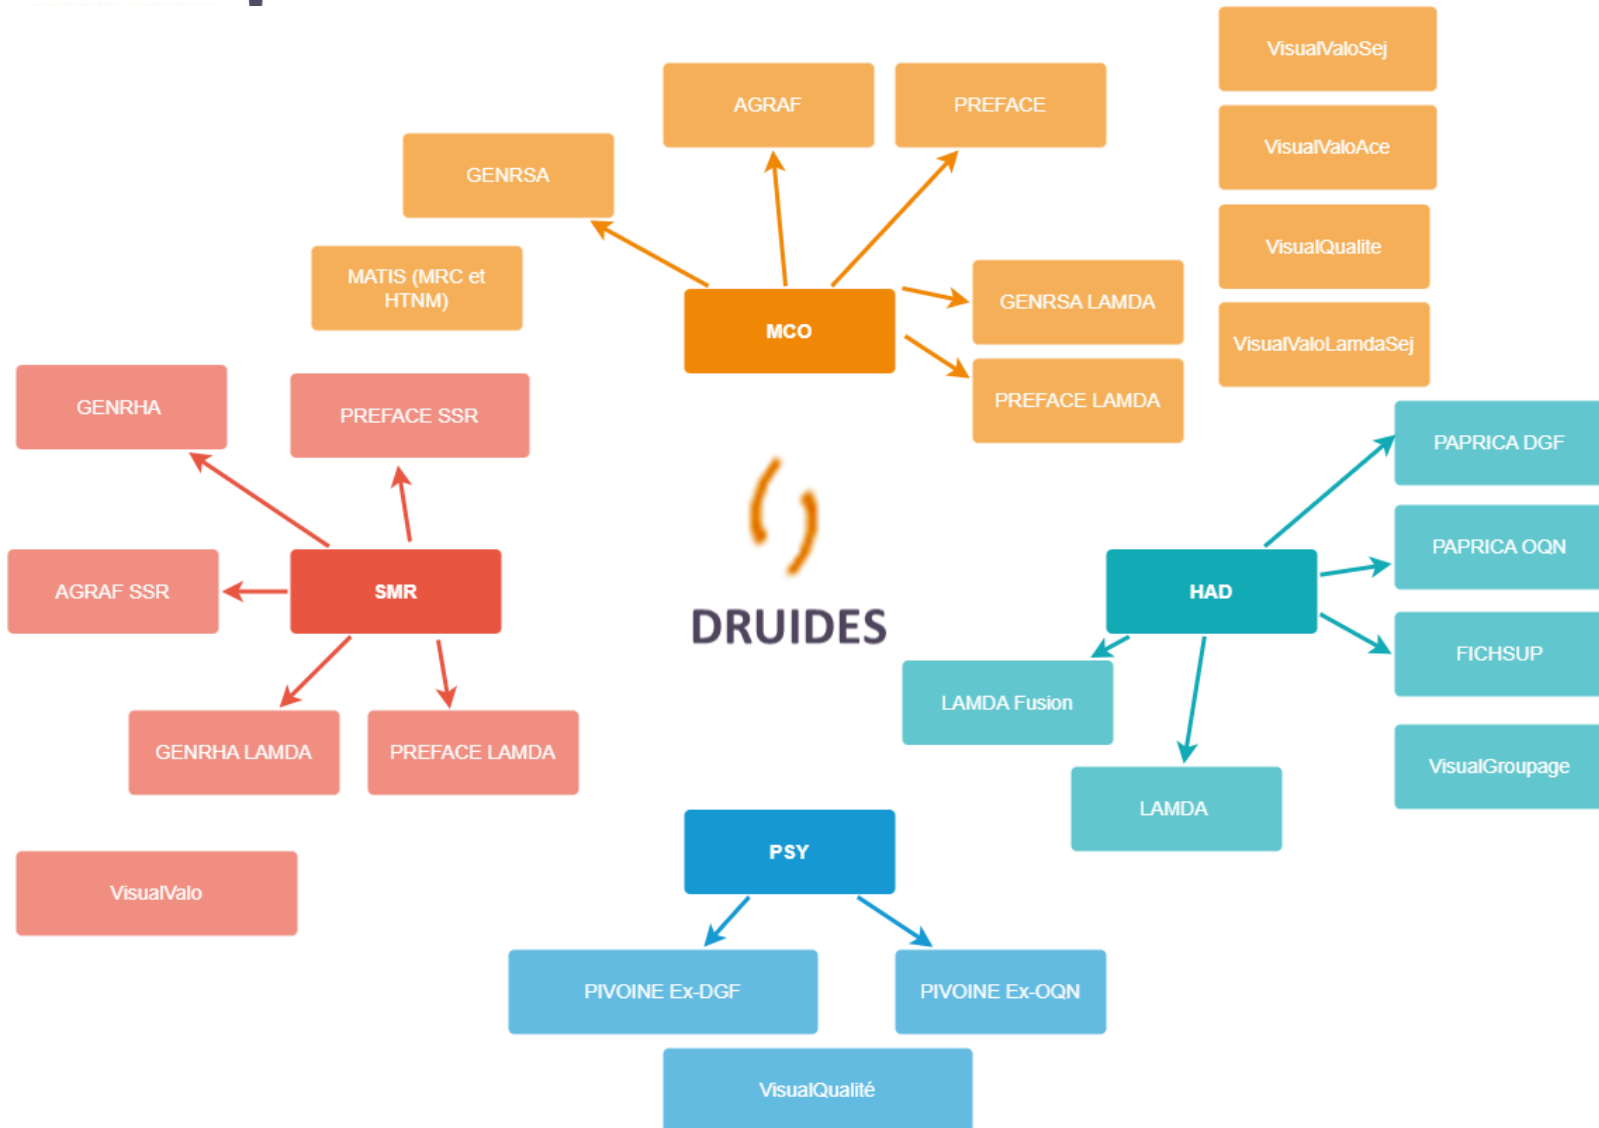 VisualValoSej
AGRAF
PREFACE
VisualValoAce
GENRSA
VisualQualite
MATIS (MRC et
HTNM)
GENRSA LAMDA
MCO
VisualValoLamdaSej
PREFACE LAMDA
GENRHA
PREFACE SSR
PAPRICA DGF
PAPRICA OQN
AGRAF SSR
SMR
HAD
DRUIDES
FICHSUP
LAMDA Fusion
GENRHA LAMDA
PREFACE LAMDA
VisualGroupage
LAMDA
PSY
VisualValo
PIVOINE Ex-DGF
PIVOINE Ex-OQN
VisualQualité